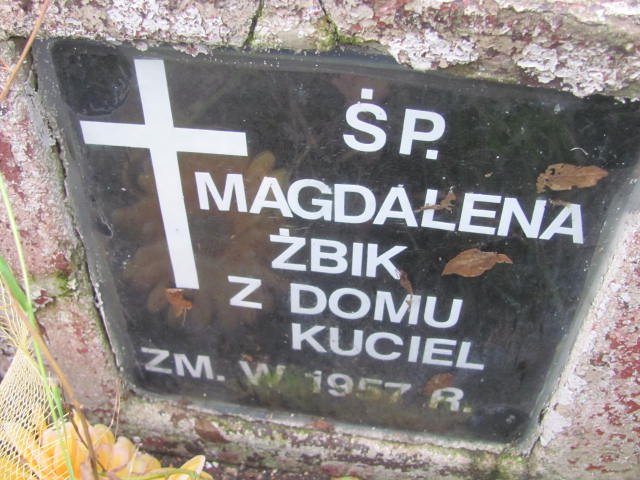 ŚP.
MAGDALENA
ŻBIK
Z DOMU
KUCIEL
ZM. W 1957 R.